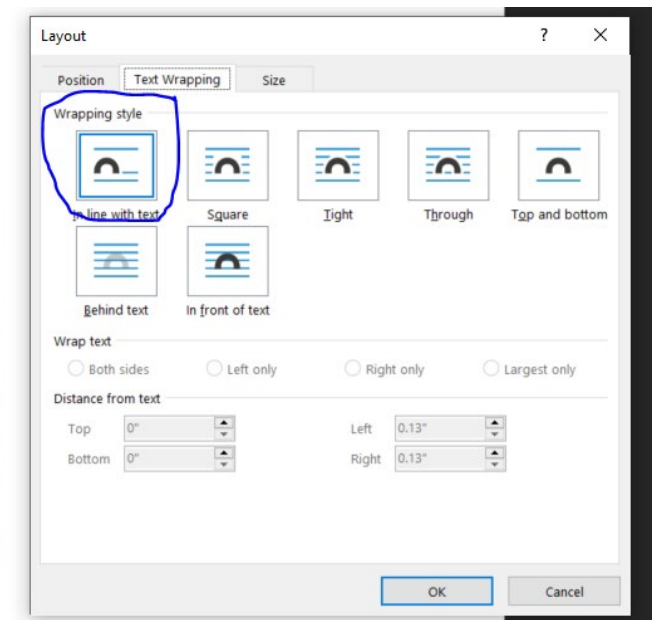 Layout ? ×
Position Text Wrapping Size
Wrapping style
In line with text Square Tight Through Top and bottom
Behind text In front of text
Wrap text
Both sides Left only Right only Largest only
Distance from text
Top 0" Left 0.13"
Bottom 0" Right 0.13"
OK Cancel